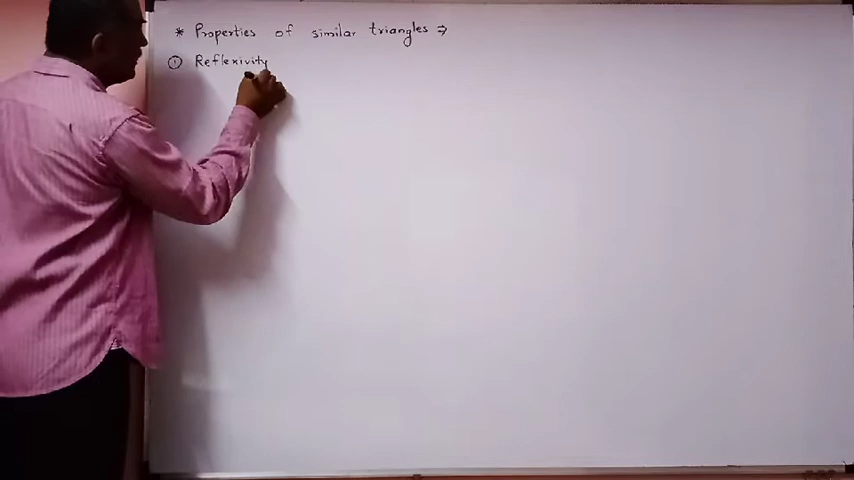 * Properties of similar triangles ⇒
① Reflexivity